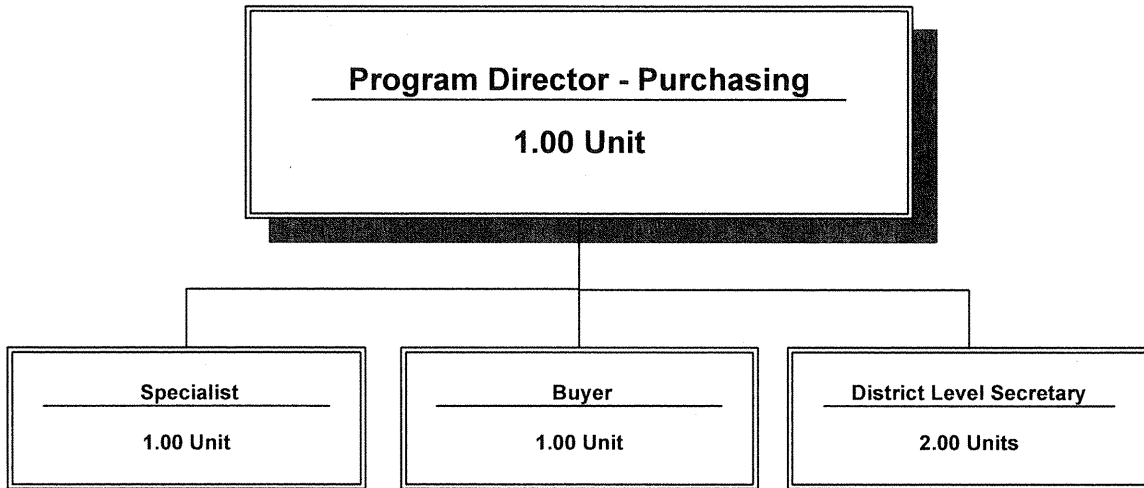 Program Director - Purchasing
1.00 Unit
Specialist
1.00 Unit
Buyer
1.00 Unit
District Level Secretary
2.00 Units